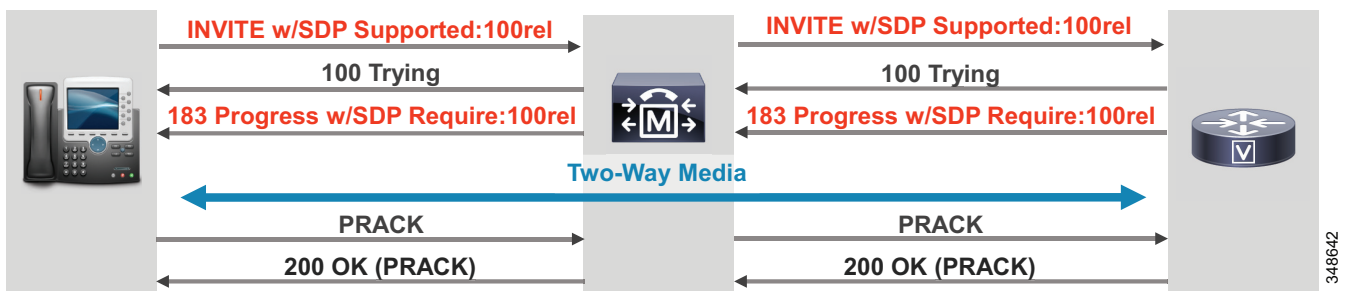 INVITE w/SDP Supported:100rel
INVITE w/SDP Supported:100rel
100 Trying
100 Trying
183 Progress w/SDP Require:100rel
183 Progress w/SDP Require:100rel
M
V
Two-Way Media
PRACK
PRACK
200 OK (PRACK)
200 OK (PRACK)
348642